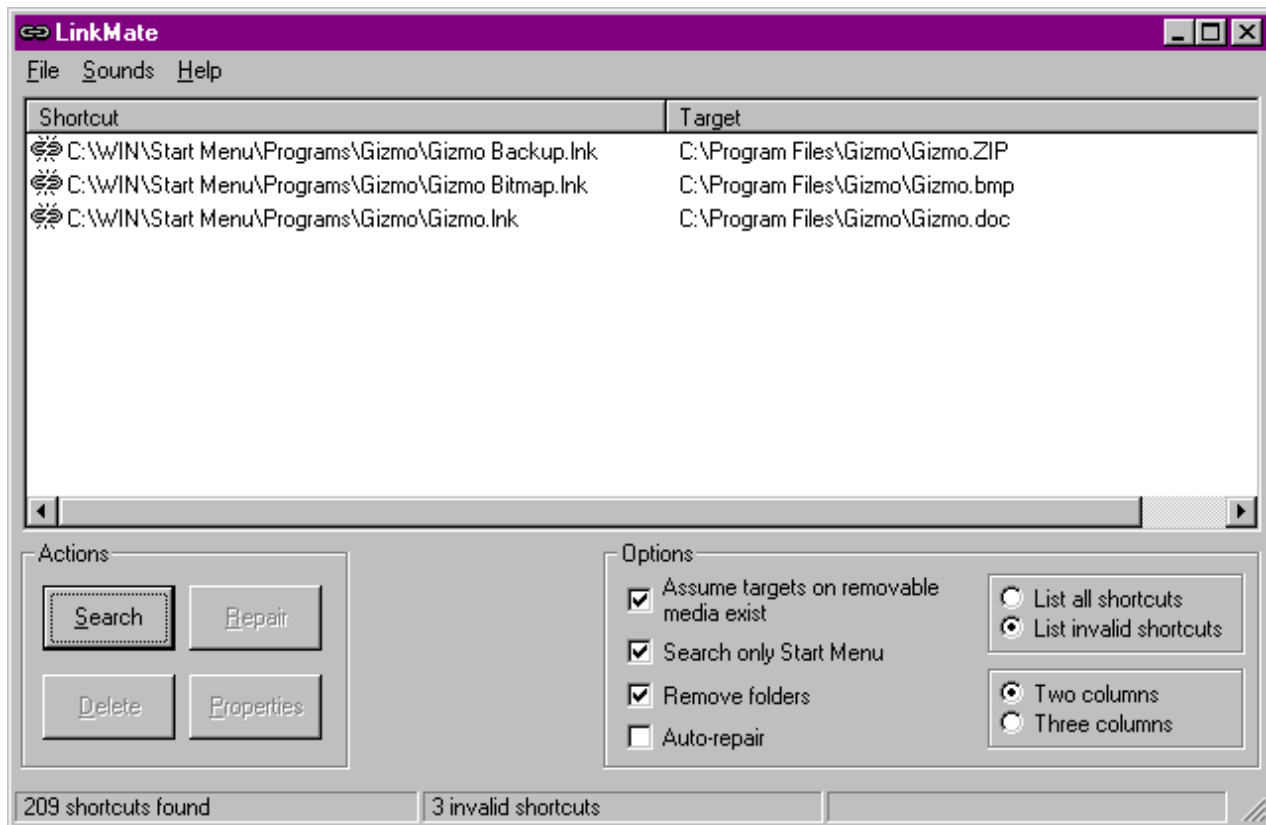 LinkMate
File Sounds Help
Shortcut Target
C:\WIN\Start Menu\Programs\Gizmo\Gizmo Backup.lnk C:\Program Files\Gizmo\Gizmo.ZIP
C:\WIN\Start Menu\Programs\Gizmo\Gizmo Bitmap.lnk C:\Program Files\Gizmo\Gizmo.bmp
C:\WIN\Start Menu\Programs\Gizmo\Gizmo.lnk C:\Program Files\Gizmo\Gizmo.doc
Actions
Search Repair
Delete Properties
Options
Assume targets on removable
media exist
Search only Start Menu
Remove folders
Auto-repair
List all shortcuts
List invalid shortcuts
Two columns
Three columns
209 shortcuts found 3 invalid shortcuts